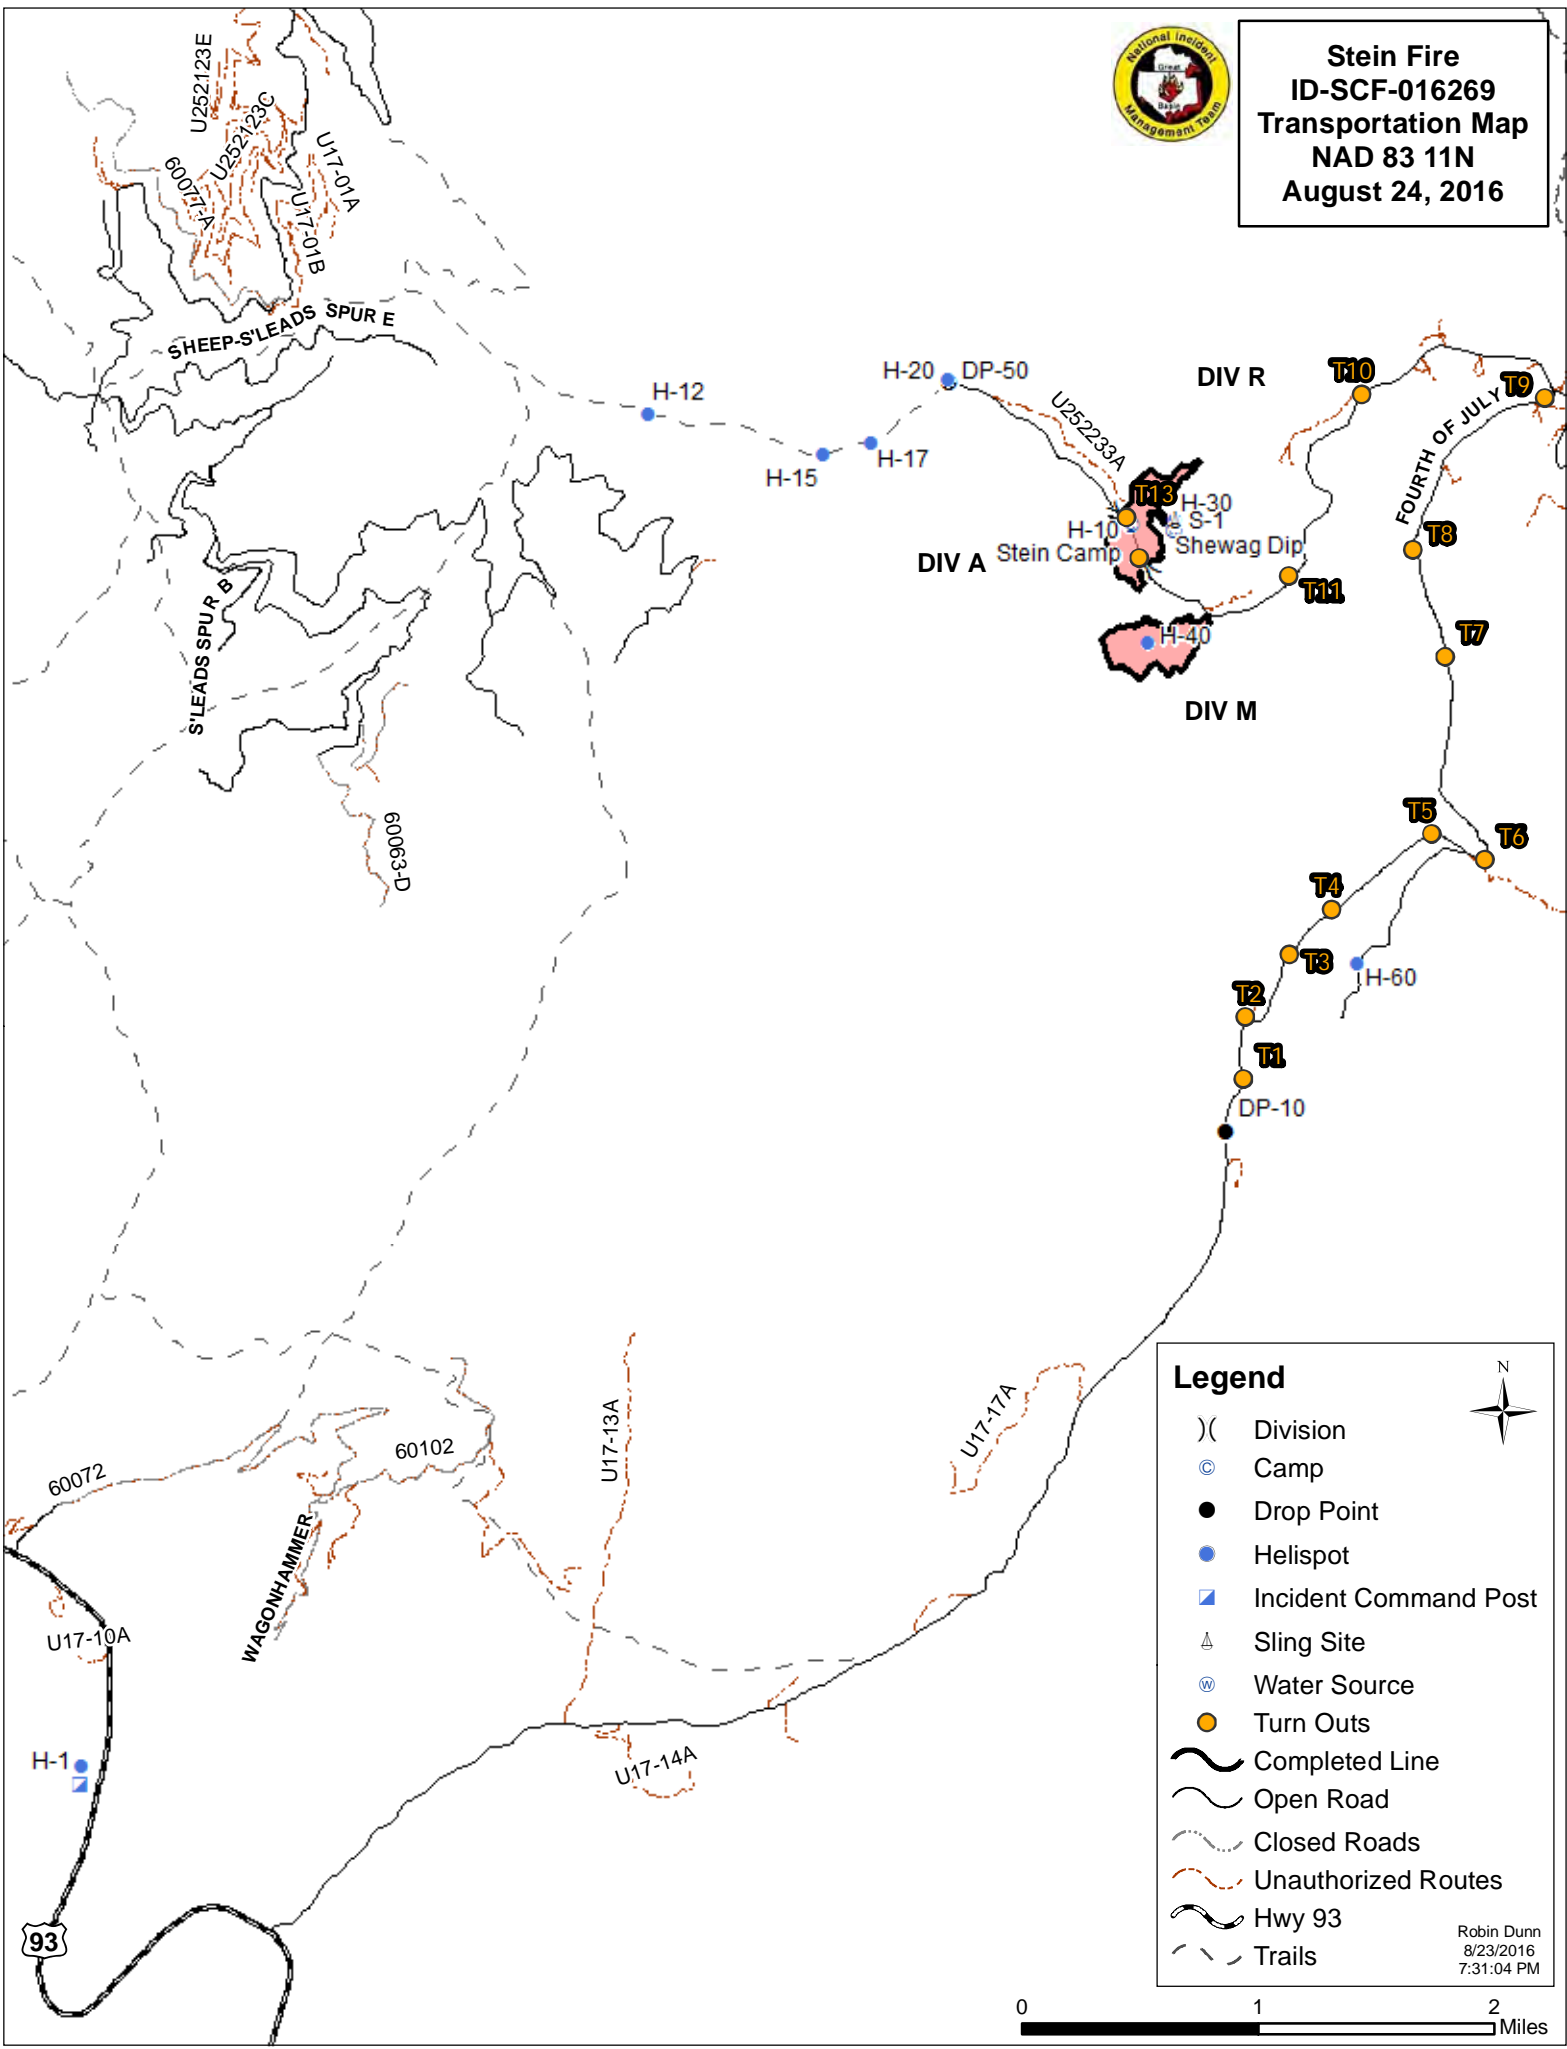 Stein Fire
ID-SCF-016269
Transportation Map
NAD 83 11N
August 24, 2016
National Incident
Great
Basin
Management Team
U252123E
U252123C
60077-A
U17-01A
U17-01B
SHEEP-S'LEADS SPUR E
H-12
H-15
H-17
H-20
DP-50
U252233A
DIV R
T10
T9
FOURTH OF JULY
T13
H-30
H-10
S-1
Stein Camp
Shewag Dip
DIV A
T8
T11
S'LEADS SPUR B
H-40
T7
DIV M
60063-D
T5
T6
T4
T3
H-60
T2
T1
DP-10
U17-13A
U17-17A
60072
60102
WAGONHAMMER
U17-10A
U17-14A
H-1
93
Legend
N
Division
Camp
Drop Point
Helispot
Incident Command Post
Sling Site
Water Source
Turn Outs
Completed Line
Open Road
Closed Roads
Unauthorized Routes
Hwy 93
Trails
Robin Dunn
8/23/2016
7:31:04 PM
0 1 2
Miles